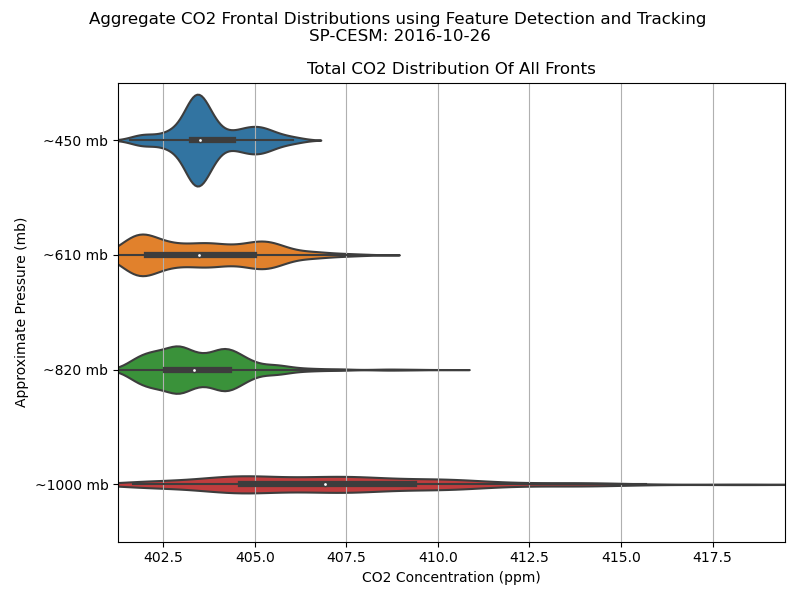 Aggregate CO2 Frontal Distributions using Feature Detection and Tracking
SP-CESM: 2016-10-26
Total CO2 Distribution Of All Fronts
Approximate Pressure (mb)
~450 mb
~610 mb
~820 mb
~1000 mb
402.5 405.0 407.5 410.0 412.5 415.0 417.5
CO2 Concentration (ppm)